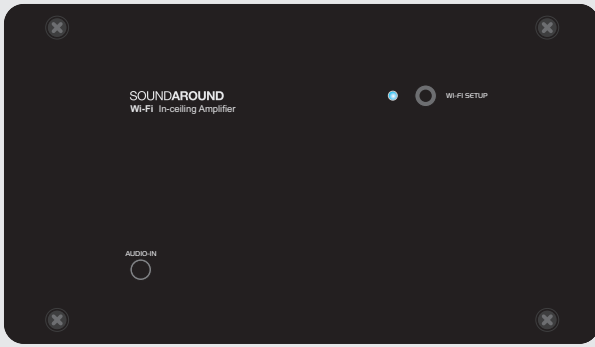 SOUNDAROUND
Wi-Fi In-ceiling Amplifier
WI-FI SETUP
AUDIO-IN